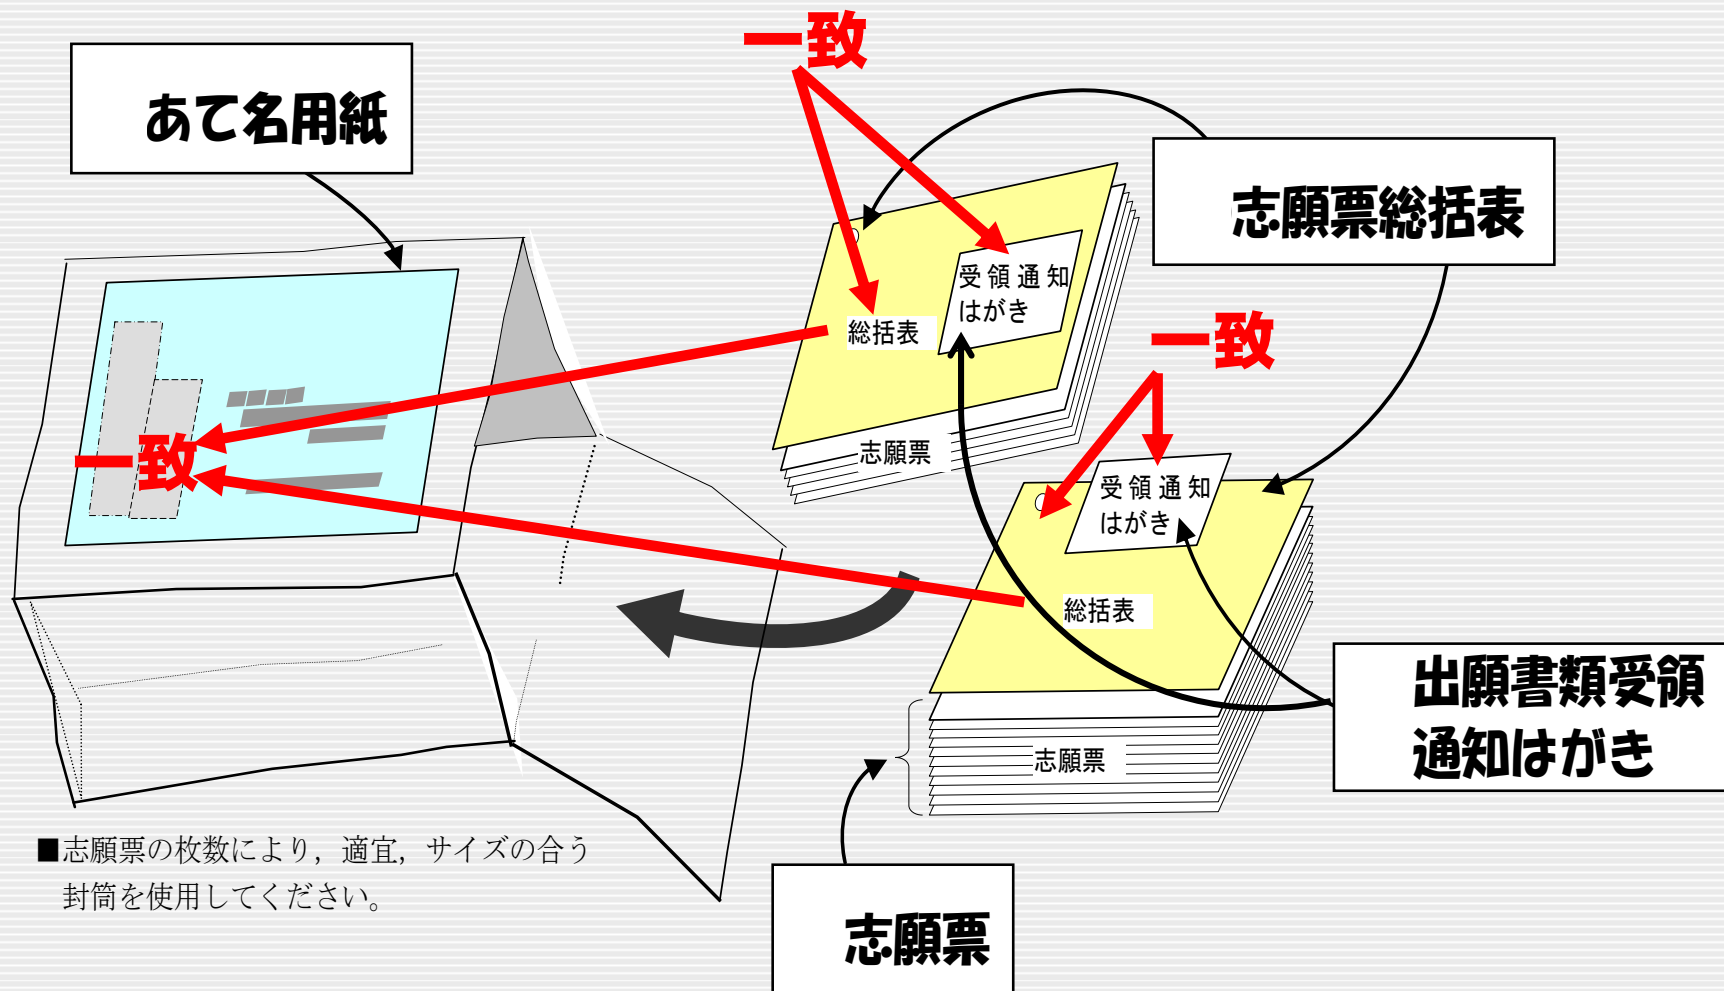 一致
あて名用紙
志願票総括表
受領通知
はがき
総括表
一致
志願票
一致
受領通知
はがき
総括表
出願書類受領
通知はがき
志願票
■志願票の枚数により，適宜，サイズの合う
封筒を使用してください。
志願票